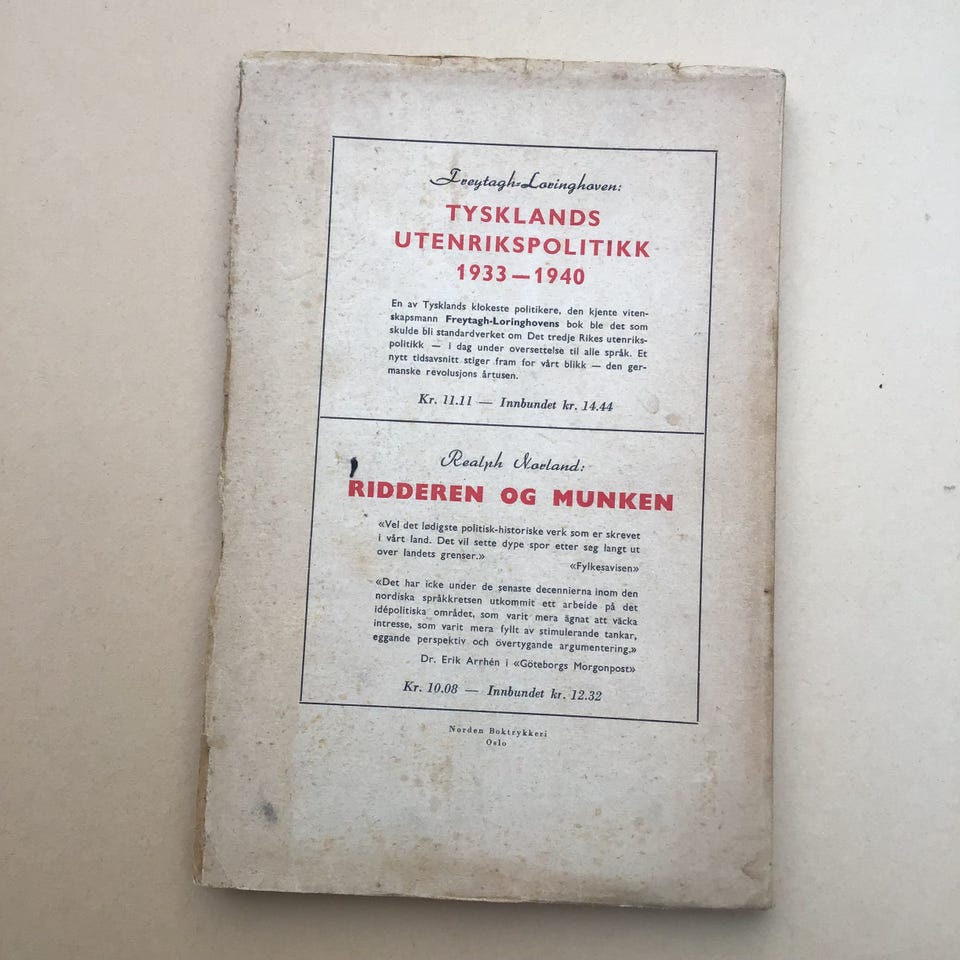 Freytagh-Loringhoven:
TYSKLANDS
UTENRIKSPOLITIKK
1933 — 1940
En av Tysklands klokeste politikere, den kjente viten-
skapsmann Freytagh-Loringhovens bok ble det som
skulde bli standardverket om Det tredje Rikes utenriks-
politikk — i dag under oversettelse til alle språk. Et
nytt tidsavsnitt stiger fram for vårt blikk — den ger-
manske revolusjons årtusen.
Kr. 11.11 — Innbundet kr. 14.44
Realph Norland:
RIDDEREN OG MUNKEN
«Vel det lødigste politisk-historiske verk som er skrevet
i vårt land. Det vil sette dype spor etter seg langt ut
over landets grenser.»
«Fylkesavisen»
«Det har icke under de senaste decennierna inom den
nordiska språkkretsen utkommit ett arbeide på det
idépolitiska området, som varit mera ägnat att väcka
intresse, som varit mera fyllt av stimulerande tankar,
eggande perspektiv och övertygande argumentering.»
Dr. Erik Arrhén i «Göteborgs Morgonpost»
Kr. 10.08 — Innbundet kr. 12.32
Norden Boktrykkeri
Oslo